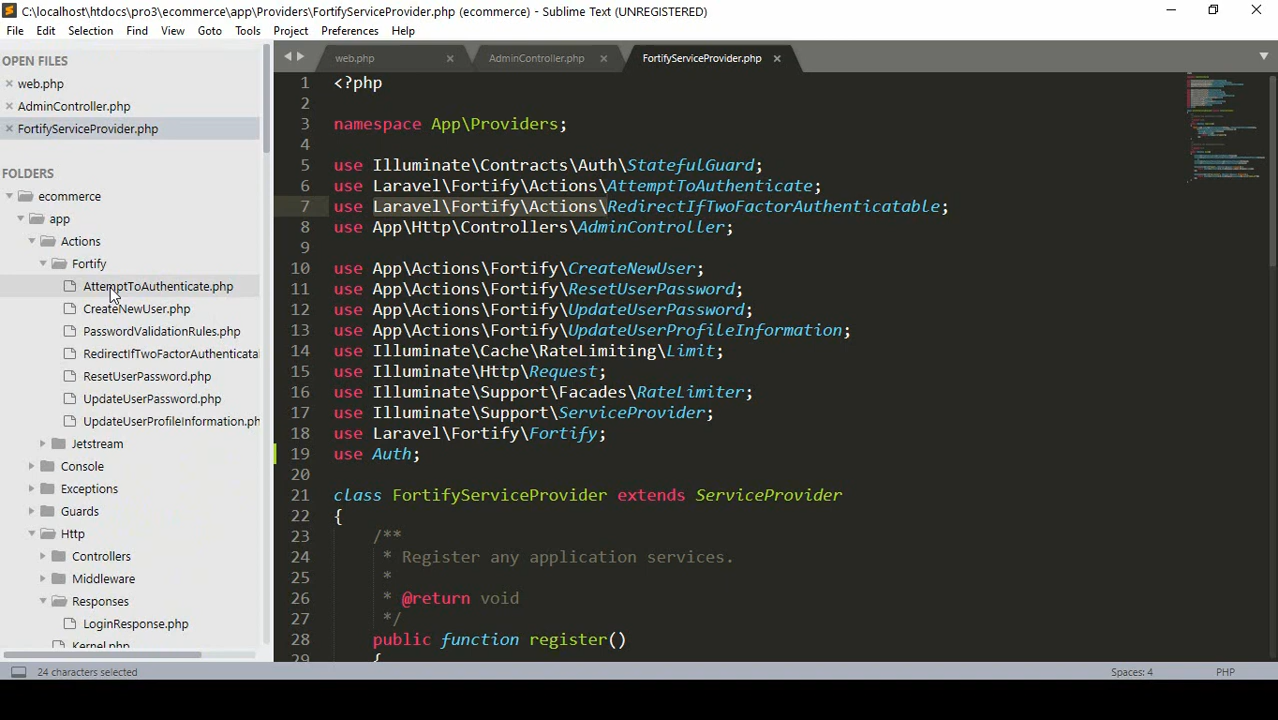 C:\localhost\htdocs\pro3\ecommerce\app\Providers\FortifyServiceProvider.php (ecommerce) - Sublime Text (UNREGISTERED)
File Edit Selection Find View Goto Tools Project Preferences Help
OPEN FILES
web.php
AdminController.php
FortifyServiceProvider.php
FOLDERS
ecommerce
app
Actions
Fortify
AttemptToAuthenticate.php
CreateNewUser.php
PasswordValidationRules.php
RedirectIfTwoFactorAuthenticata
ResetUserPassword.php
UpdateUserPassword.php
UpdateUserProfileInformation.ph
Jetstream
Console
Exceptions
Guards
Http
Controllers
Middleware
Responses
LoginResponse.php
Kernel.php
web.php AdminController.php FortifyServiceProvider.php
1 <?php
2
3 namespace App\Providers;
4
5 use Illuminate\Contracts\Auth\StatefulGuard;
6 use Laravel\Fortify\Actions\AttemptToAuthenticate;
7 use Laravel\Fortify\Actions\RedirectIfTwoFactorAuthenticatable;
8 use App\Http\Controllers\AdminController;
9
10 use App\Actions\Fortify\CreateNewUser;
11 use App\Actions\Fortify\ResetUserPassword;
12 use App\Actions\Fortify\UpdateUserPassword;
13 use App\Actions\Fortify\UpdateUserProfileInformation;
14 use Illuminate\Cache\RateLimiting\Limit;
15 use Illuminate\Http\Request;
16 use Illuminate\Support\Facades\RateLimiter;
17 use Illuminate\Support\ServiceProvider;
18 use Laravel\Fortify\Fortify;
19 use Auth;
20
21 class FortifyServiceProvider extends ServiceProvider
22 {
23 /**
24 * Register any application services.
25 *
26 * @return void
27 */
28 public function register()
29 {
24 characters selected
Spaces: 4 PHP